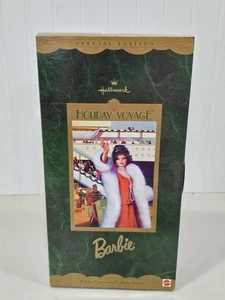 SPECIAL EDITION
Hallmark
HOLIDAY VOYAGE
Barbie